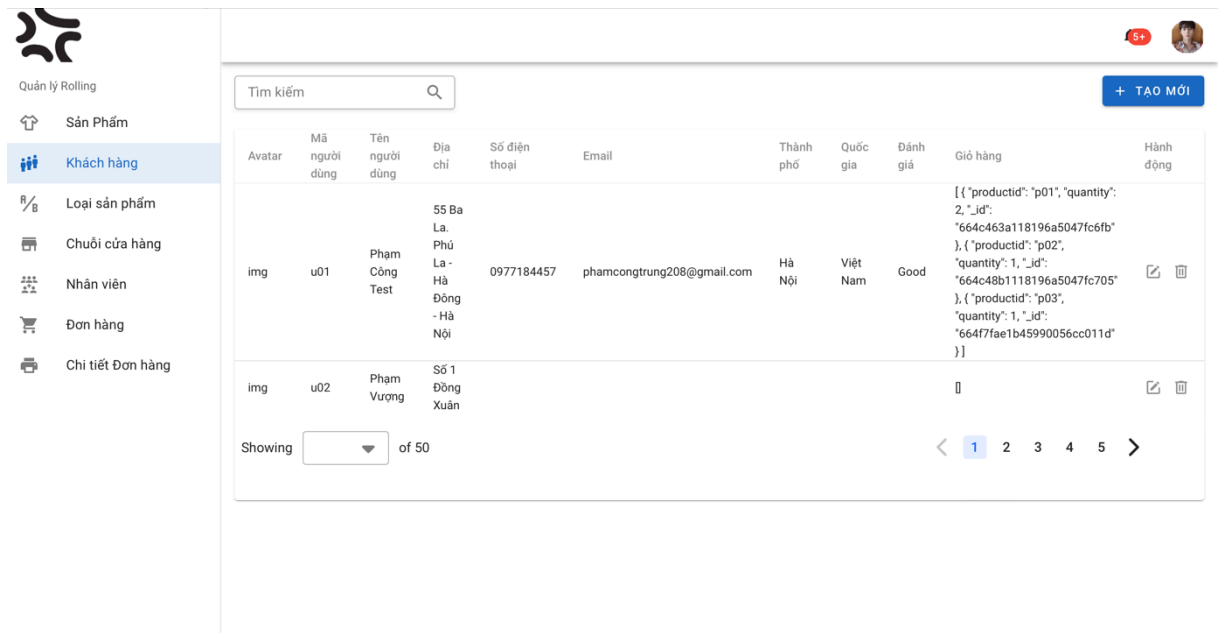 5+
Quản lý Rolling
Sản Phẩm
Khách hàng
Loại sản phẩm
Chuỗi cửa hàng
Nhân viên
Đơn hàng
Chi tiết Đơn hàng
Tìm kiếm
+ TẠO MỚI
Avatar
Mã
người
dùng
Tên
người
dùng
Địa
chỉ
Số điện
thoại
Email
Thành
phố
Quốc
gia
Đánh
giá
Giỏ hàng
Hành
động
img
u01
Phạm
Công
Test
55 Ba
La.
Phú
La -
Hà
Đông
- Hà
Nội
0977184457
phamcongtrung208@gmail.com
Hà
Nội
Việt
Nam
Good
[ { "productid": "p01", "quantity":
2, "_id":
"664c463a118196a5047fc6fb"
}, { "productid": "p02",
"quantity": 1, "_id":
"664c48b1118196a5047fc705"
}, { "productid": "p03",
"quantity": 1, "_id":
"664f7fae1b45990056cc011d"
} ]
img
u02
Phạm
Vượng
Số 1
Đồng
Xuân
[]
Showing
of 50
1 2 3 4 5